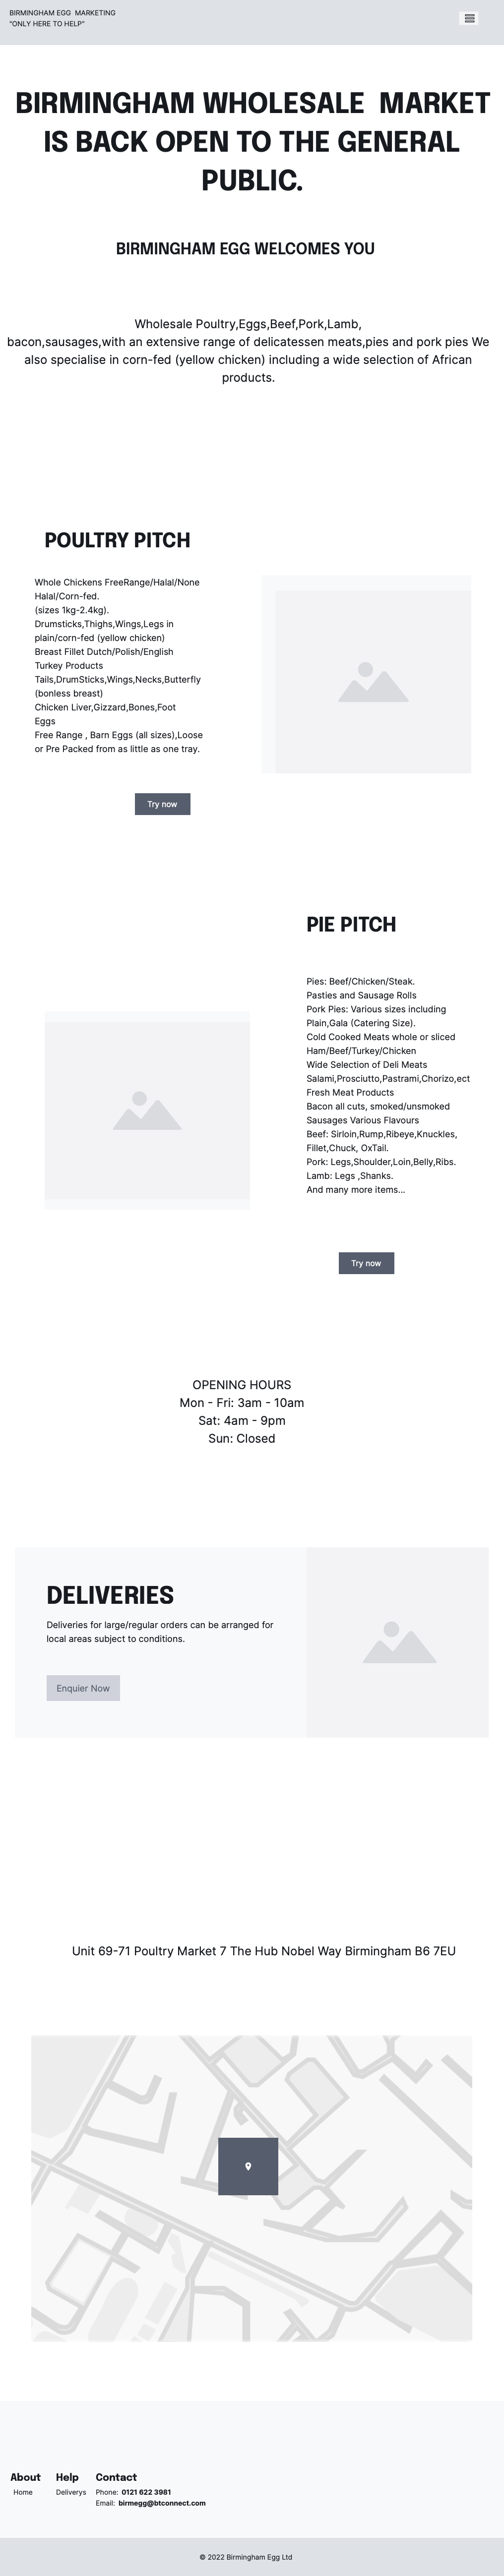 BIRMINGHAM EGG  MARKETING
"ONLY HERE TO HELP"
BIRMINGHAM WHOLESALE  MARKET
IS BACK OPEN TO THE GENERAL
PUBLIC.
BIRMINGHAM EGG WELCOMES YOU
Wholesale Poultry,Eggs,Beef,Pork,Lamb,
bacon,sausages,with an extensive range of delicatessen meats,pies and pork pies We
also specialise in corn-fed (yellow chicken) including a wide selection of African
products.
POULTRY PITCH
Whole Chickens FreeRange/Halal/None
Halal/Corn-fed.
(sizes 1kg-2.4kg).
Drumsticks,Thighs,Wings,Legs in
plain/corn-fed (yellow chicken)
Breast Fillet Dutch/Polish/English
Turkey Products
Tails,DrumSticks,Wings,Necks,Butterfly
(bonless breast)
Chicken Liver,Gizzard,Bones,Foot
Eggs
Free Range , Barn Eggs (all sizes),Loose
or Pre Packed from as little as one tray.
Try now
PIE PITCH
Pies: Beef/Chicken/Steak.
Pasties and Sausage Rolls
Pork Pies: Various sizes including
Plain,Gala (Catering Size).
Cold Cooked Meats whole or sliced
Ham/Beef/Turkey/Chicken
Wide Selection of Deli Meats
Salami,Prosciutto,Pastrami,Chorizo,ect
Fresh Meat Products
Bacon all cuts, smoked/unsmoked
Sausages Various Flavours
Beef: Sirloin,Rump,Ribeye,Knuckles,
Fillet,Chuck, OxTail.
Pork: Legs,Shoulder,Loin,Belly,Ribs.
Lamb: Legs ,Shanks.
And many more items...
Try now
OPENING HOURS
Mon - Fri: 3am - 10am
Sat: 4am - 9pm
Sun: Closed
DELIVERIES
Deliveries for large/regular orders can be arranged for
local areas subject to conditions.
Enquier Now
Unit 69-71 Poultry Market 7 The Hub Nobel Way Birmingham B6 7EU
About
Home
Help
Deliverys
Contact
Phone:  0121 622 3981
Email:  birmegg@btconnect.com
© 2022 Birmingham Egg Ltd